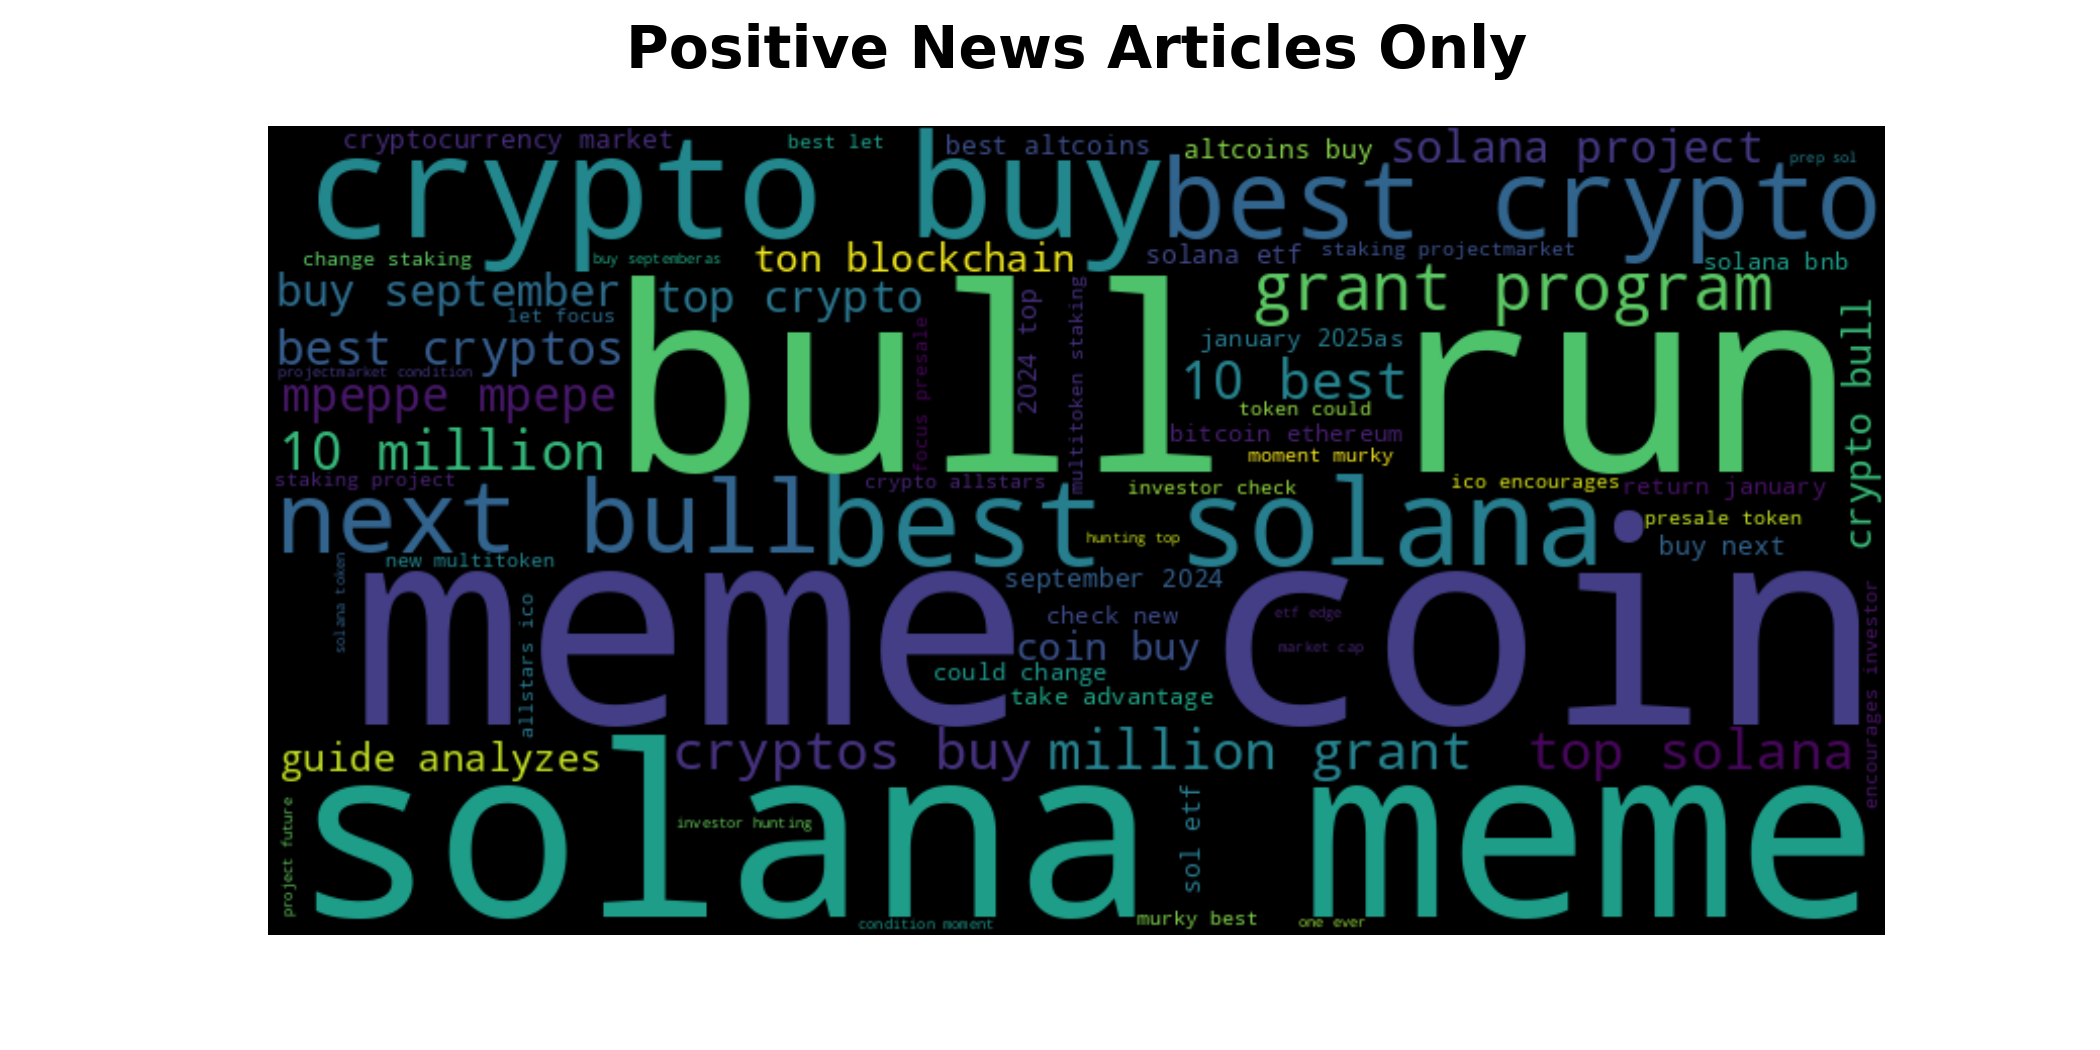 Positive News Articles Only
cryptocurrency market
best let
best altcoins
altcoins buy
solana project
prep sol
crypto buy
best crypto
change staking
buy septemberas
ton blockchain
solana etf
staking projectmarket
solana bnb
buy september
top crypto
grant program
let focus
best cryptos
projectmarket condition
mpeppe mpepe
10 million
bull run
focus presale
2024 top
multitoken staking
january 2025as
10 best
token could
bitcoin ethereum
moment murky
crypto bull
staking project
crypto allstars
investor check
ico encourages
return january
next bull
best solana
presale token
hunting top
buy next
new multitoken
solana token
september 2024
meme coin
allstars ico
check new
etf edge
coin buy
market cap
could change
take advantage
encourages investor
guide analyzes
cryptos buy
million grant
top solana
solana meme
investor hunting
sol etf
project future
condition moment
murky best
one ever